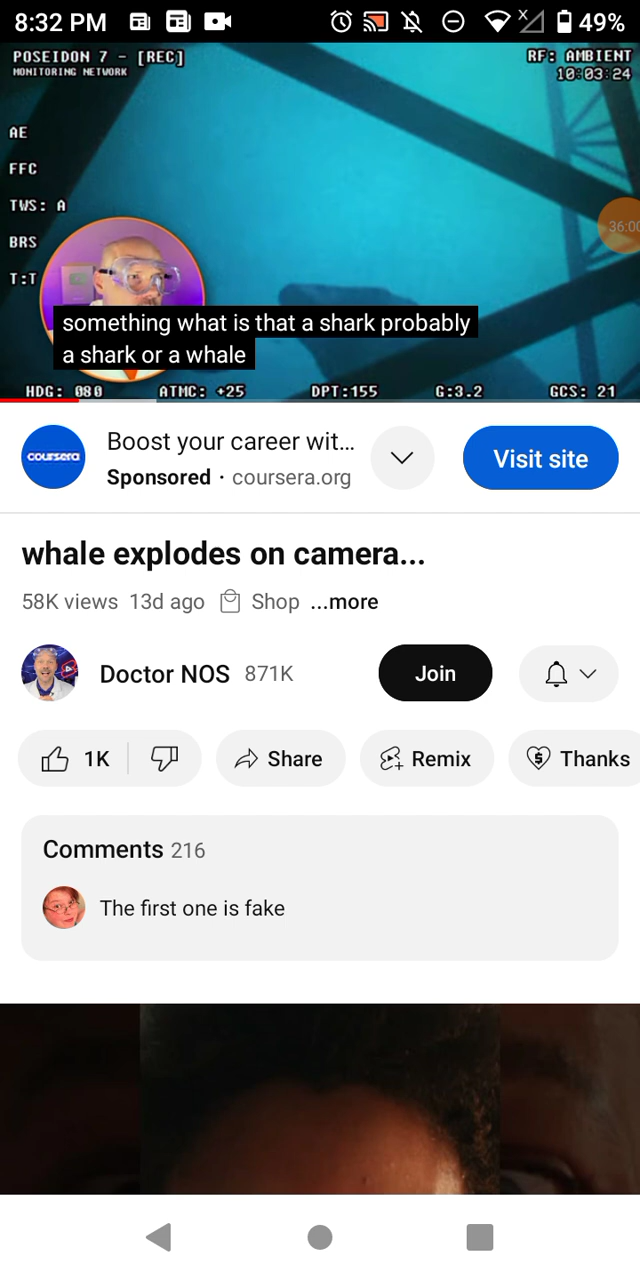 8:32 PM
49%
POSEIDON 7 - [REC]
MONITORING NETWORK
RF: AMBIENT
10:03:24
AE
FFC
TWS: A
BRS
T:T
36:00
something what is that a shark probably
a shark or a whale
HDG: 080 ATMC: +25 DPT:155 G:3.2 GCS: 21
coursera
Boost your career wit...
Sponsored · coursera.org
Visit site
whale explodes on camera...
58K views 13d ago Shop ...more
Doctor NOS 871K
Join
1K
Share
Remix
Thanks
Comments 216
The first one is fake